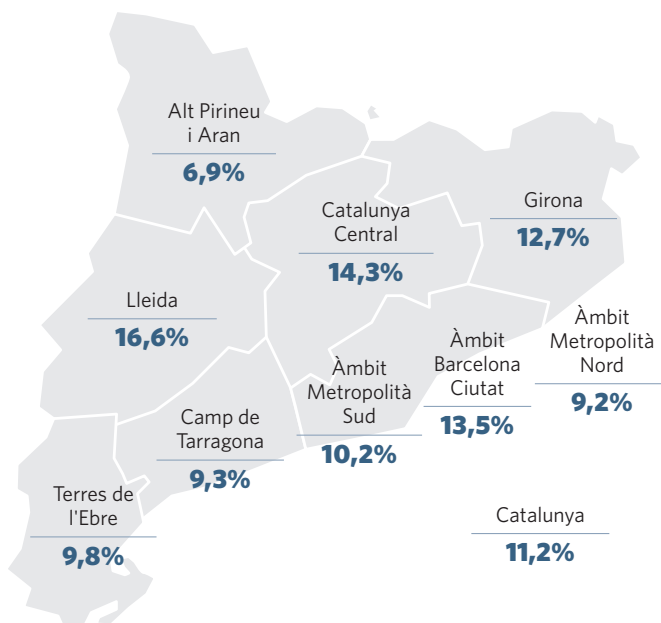 Alt Pirineu
i Aran
6,9%
Girona
12,7%
Catalunya
Central
14,3%
Lleida
16,6%
Àmbit
Metropolità
Nord
9,2%
Àmbit
Barcelona
Ciutat
13,5%
Àmbit
Metropolità
Sud
10,2%
Camp de
Tarragona
9,3%
Terres de
l'Ebre
9,8%
Catalunya
11,2%